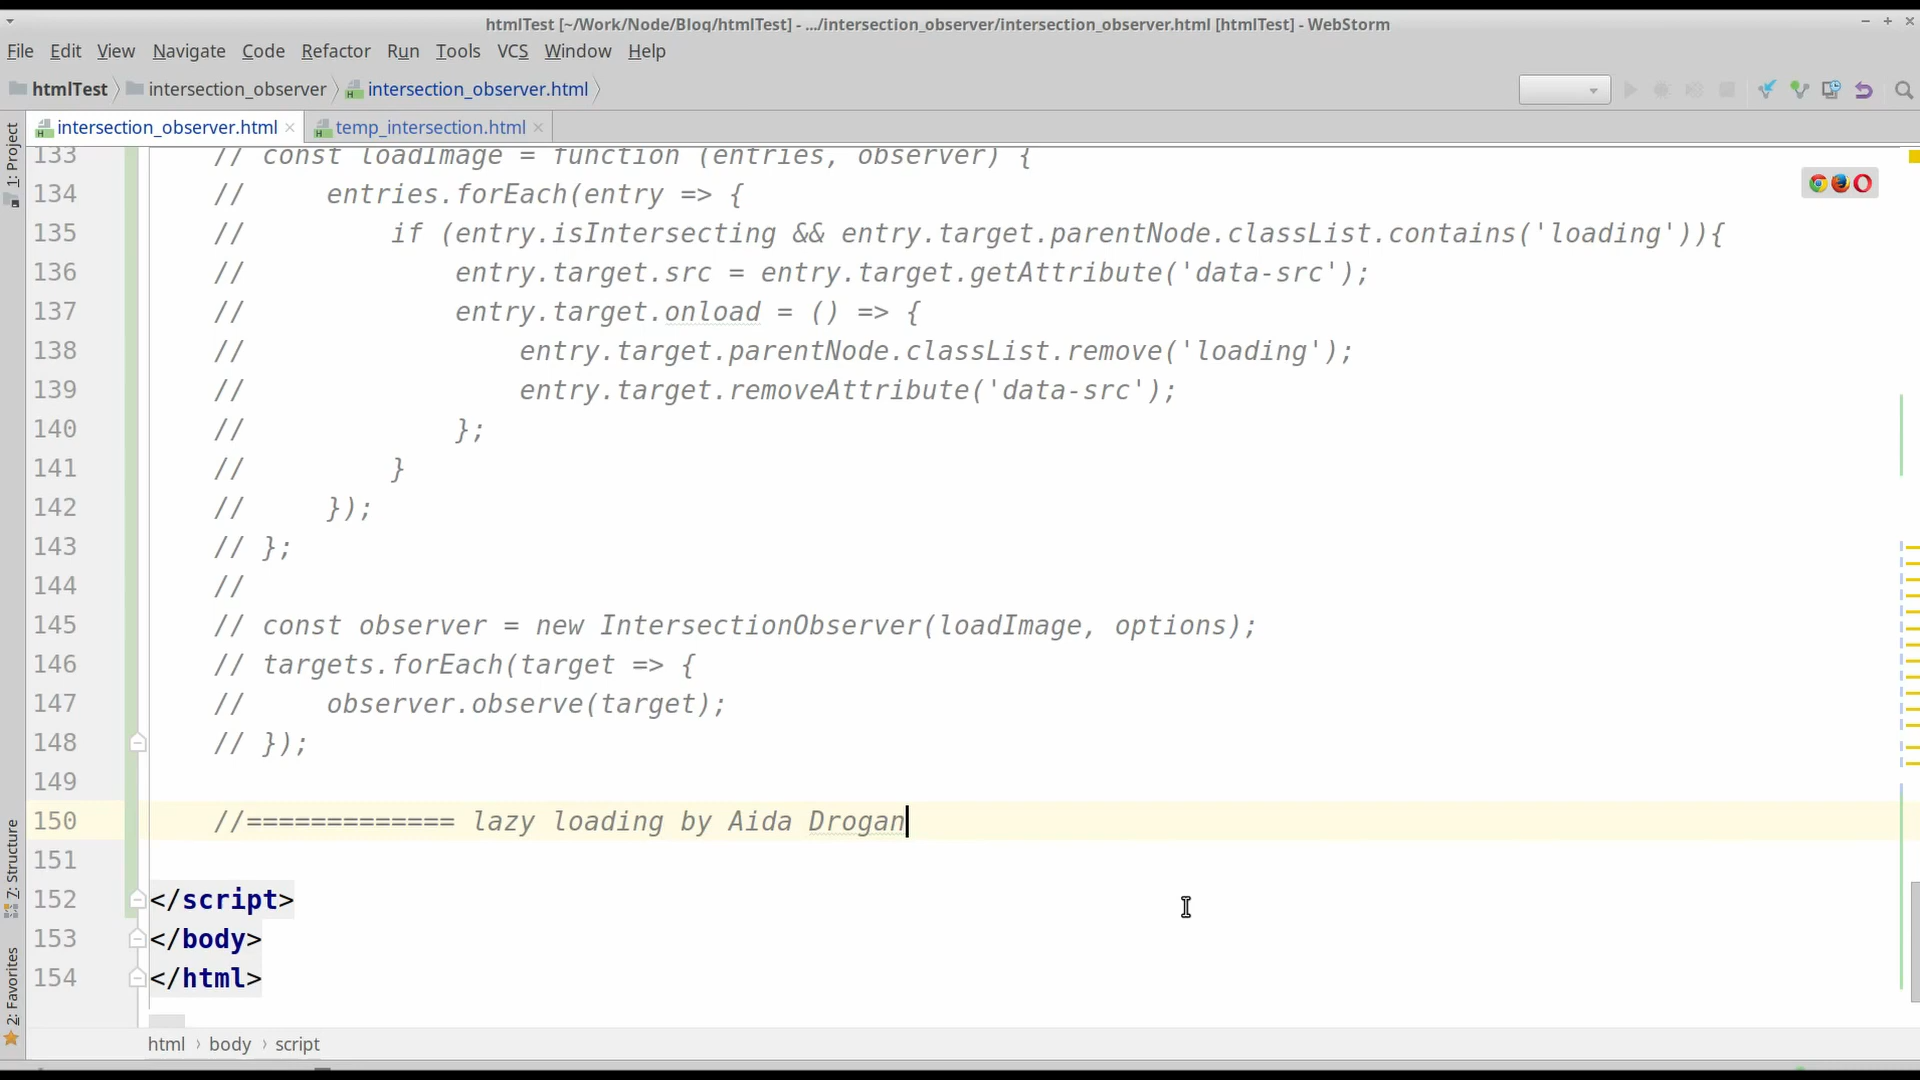 htmlTest [~/Work/Node/Blog/htmlTest] - .../intersection_observer/intersection_observer.html [htmlTest] - WebStorm
File Edit View Navigate Code Refactor Run Tools VCS Window Help
htmlTest intersection_observer intersection_observer.html
intersection_observer.html temp_intersection.html
1: Project
7: Structure
2: Favorites
133 // const loadImage = function (entries, observer) {
134 //     entries.forEach(entry => {
135 //         if (entry.isIntersecting && entry.target.parentNode.classList.contains('loading')){
136 //             entry.target.src = entry.target.getAttribute('data-src');
137 //             entry.target.onload = () => {
138 //                 entry.target.parentNode.classList.remove('loading');
139 //                 entry.target.removeAttribute('data-src');
140 //             };
141 //         }
142 //     });
143 // };
144 //
145 // const observer = new IntersectionObserver(loadImage, options);
146 // targets.forEach(target => {
147 //     observer.observe(target);
148 // });
149
150 //============= lazy loading by Aida Drogan
151
152 </script>
153 </body>
154 </html>
html › body › script